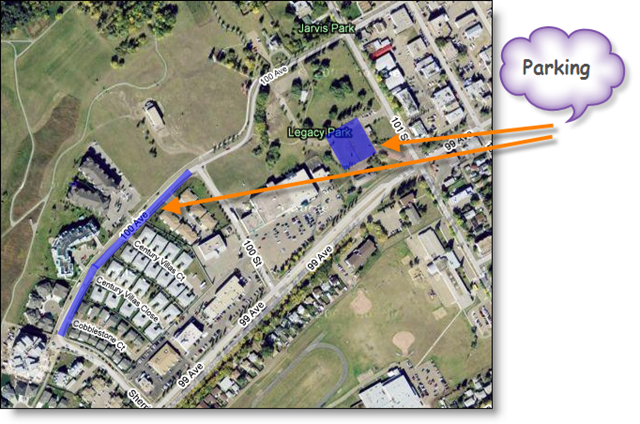 Jarvis Park
Parking
100 Ave
101 St
Legacy Park
99 Ave
100 Ave
100 St
Century Villas Ct
99 Ave
Century Villas Close
99 Ave
Cobblestone Ct
99 Ave